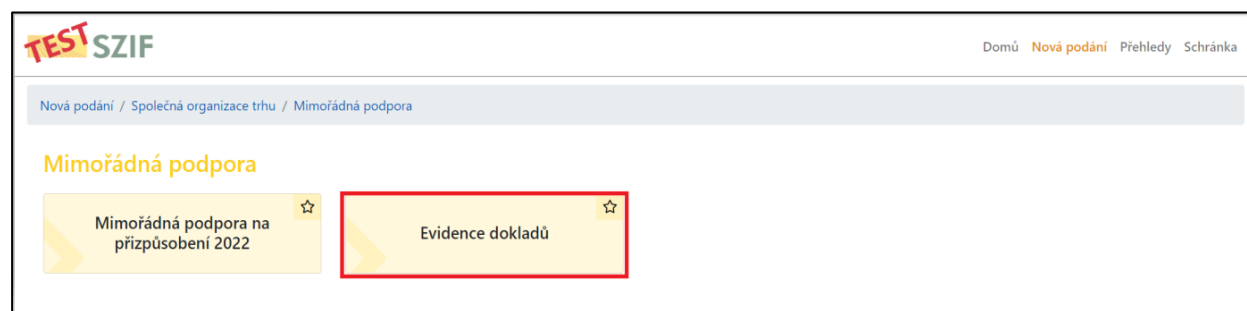 TEST SZIF
Domů Nová podání Přehledy Schránka
Nová podání / Společná organizace trhu / Mimořádná podpora
Mimořádná podpora
Mimořádná podpora na
přizpůsobení 2022
Evidence dokladů